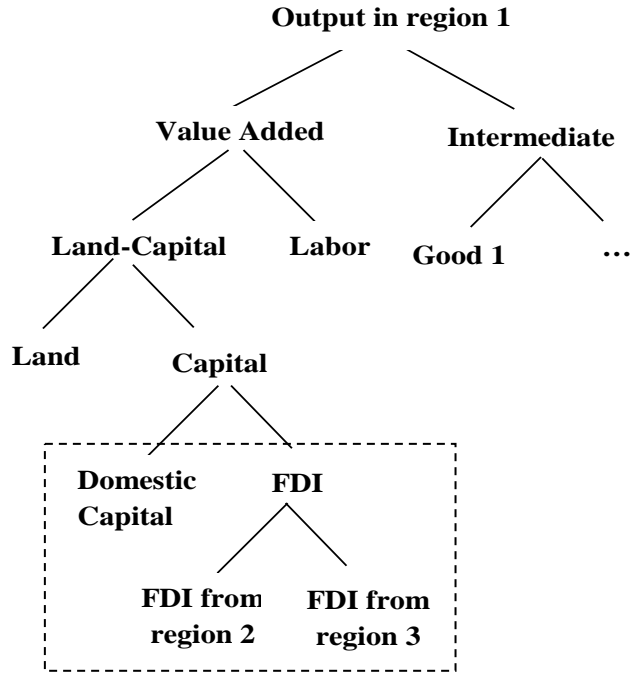 Output in region 1
Value Added
Intermediate
Land-Capital
Labor
Good 1
...
Land
Capital
Domestic
Capital
FDI
FDI from
region 2
FDI from
region 3